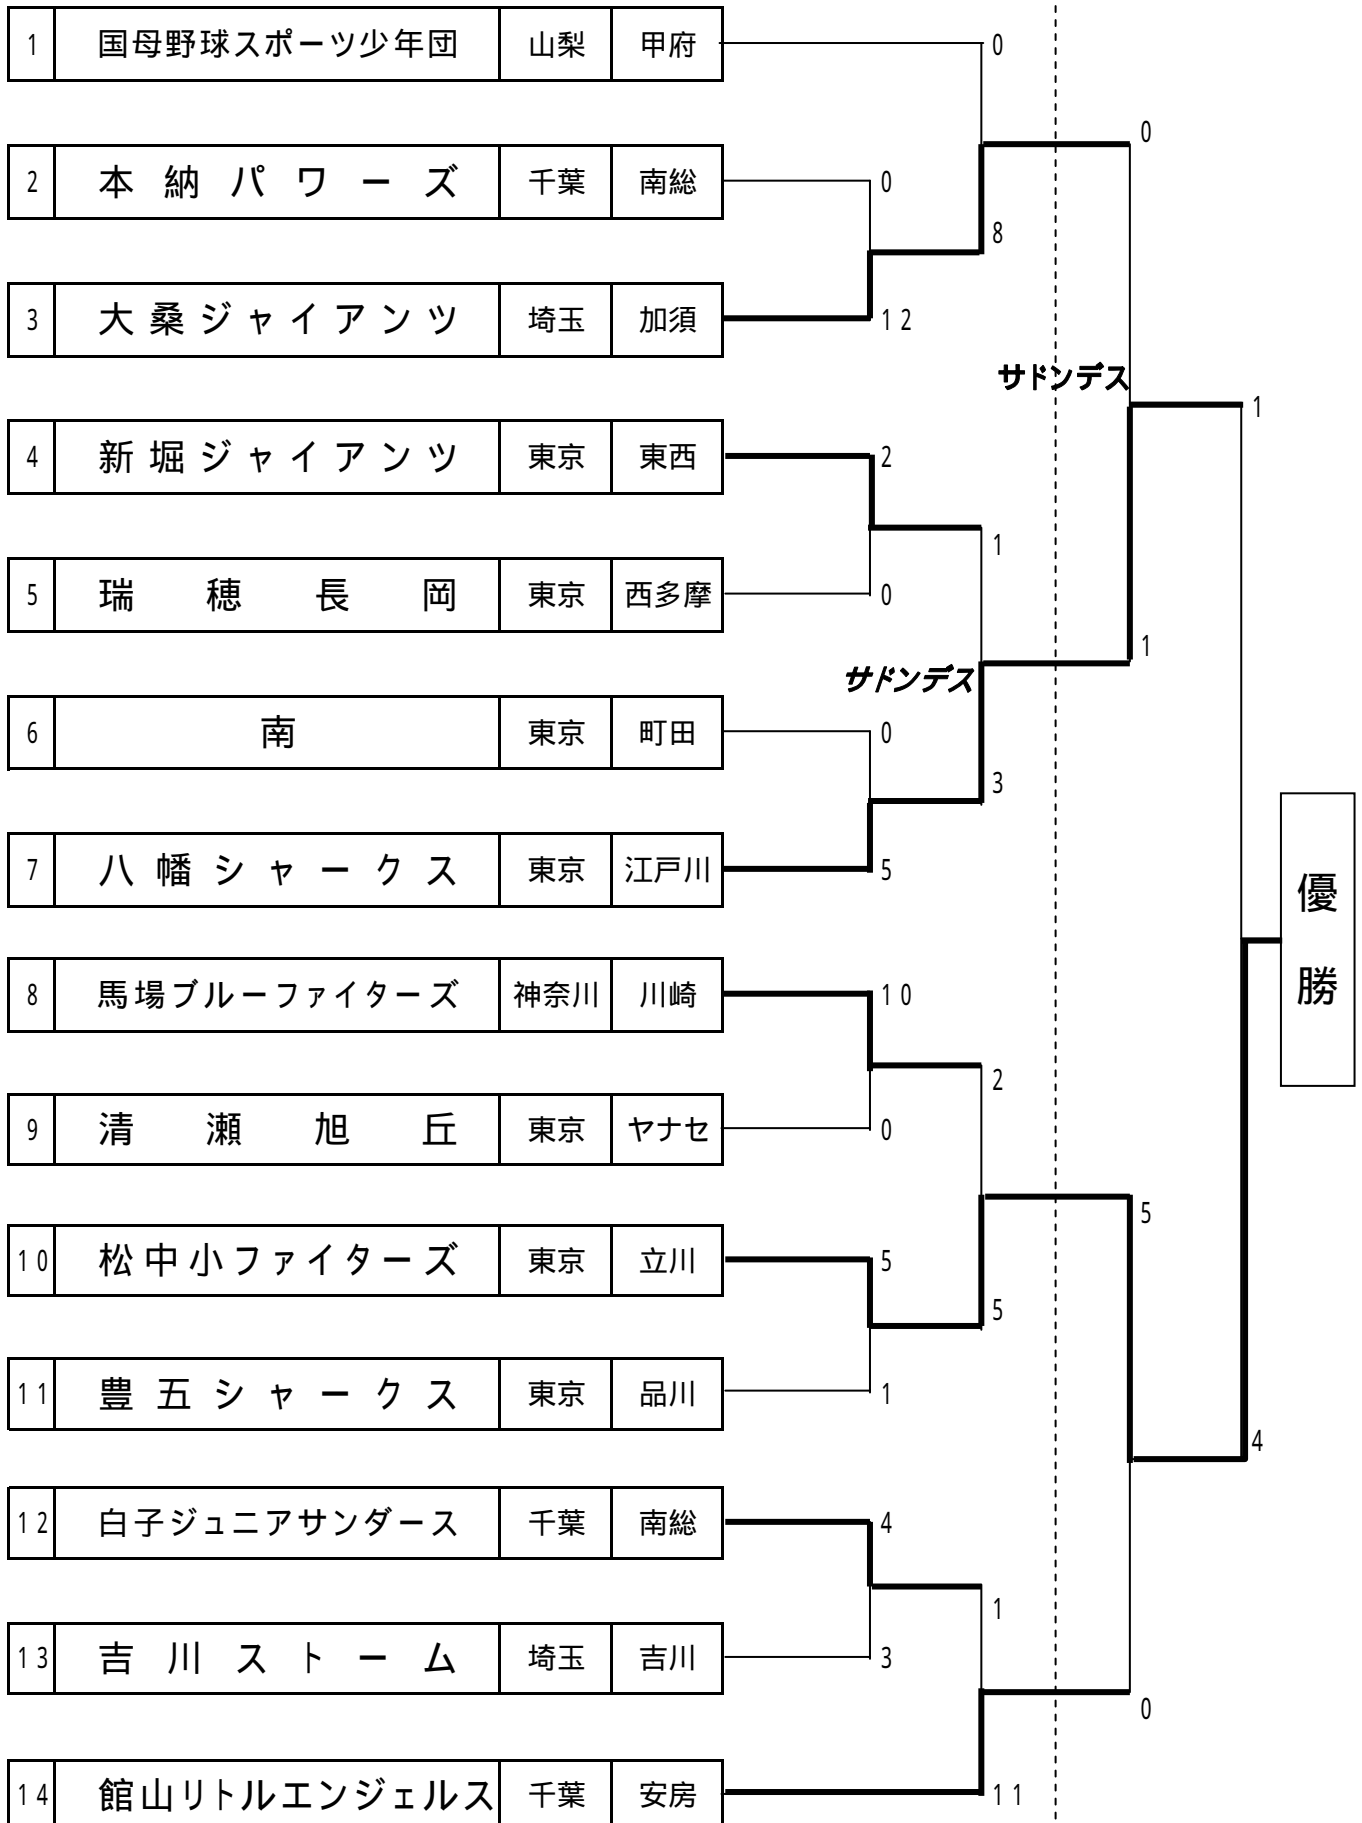 1 国母野球スポーツ少年団 山梨 甲府 0
0
2 本納パワーズ 千葉 南総 0
8
3 大桑ジャイアンツ 埼玉 加須 12
サドンデス
1
4 新堀ジャイアンツ 東京 東西 2
1
5 瑞穂長岡 東京 西多摩 0
1
サドンデス
6 南 東京 町田 0
3
7 八幡シャークス 東京 江戸川 5
優勝
8 馬場ブルーファイターズ 神奈川 川崎 10
2
9 清瀬旭丘 東京 ヤナセ 0
5
10 松中小ファイターズ 東京 立川 5
5
11 豊五シャークス 東京 品川 1
4
12 白子ジュニアサンダース 千葉 南総 4
1
13 吉川ストーム 埼玉 吉川 3
0
14 館山リトルエンジェルス 千葉 安房 11